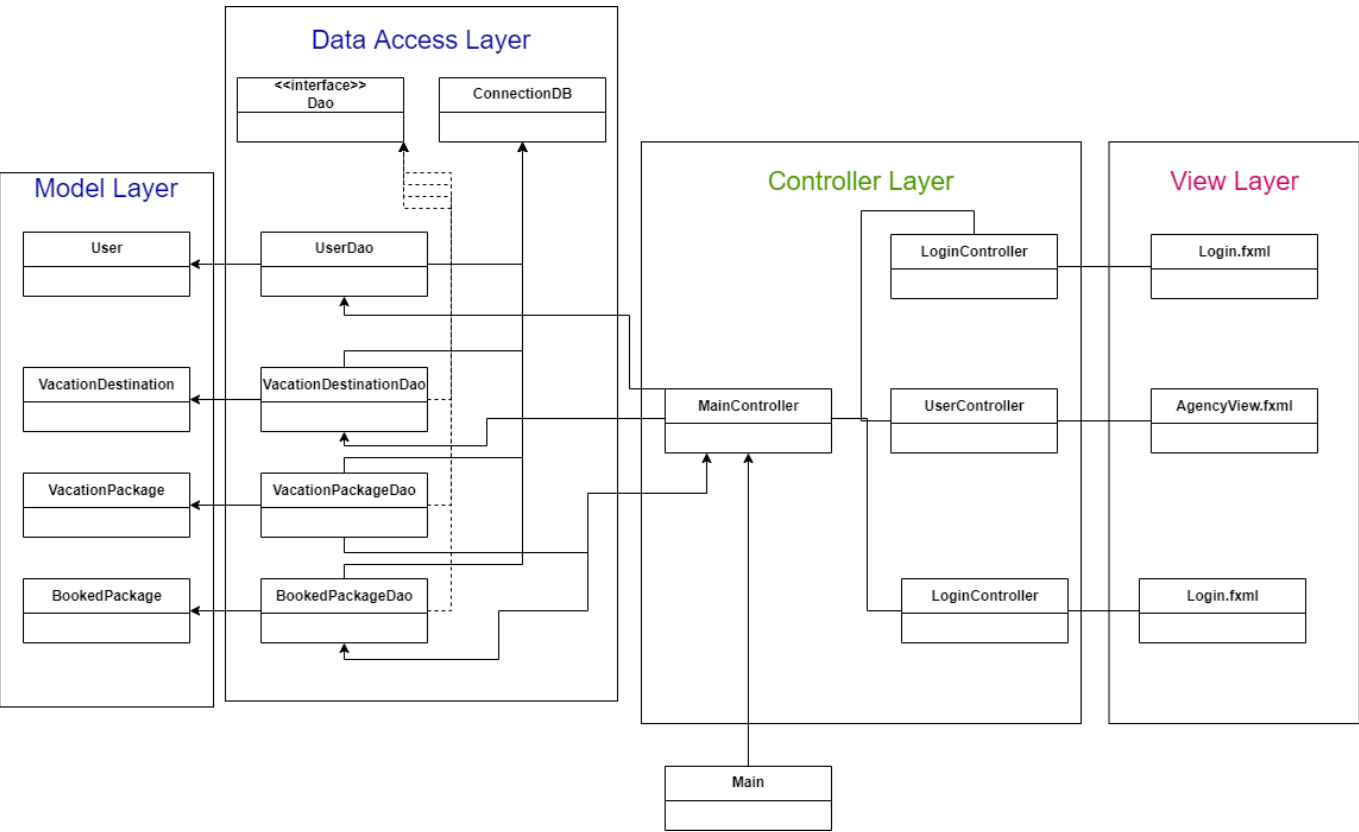 Data Access Layer
<<interface>>
Dao
ConnectionDB
Model Layer
User
VacationDestination
VacationPackage
BookedPackage
UserDao
VacationDestinationDao
VacationPackageDao
BookedPackageDao
Controller Layer
LoginController
MainController
UserController
LoginController
View Layer
Login.fxml
AgencyView.fxml
Login.fxml
Main